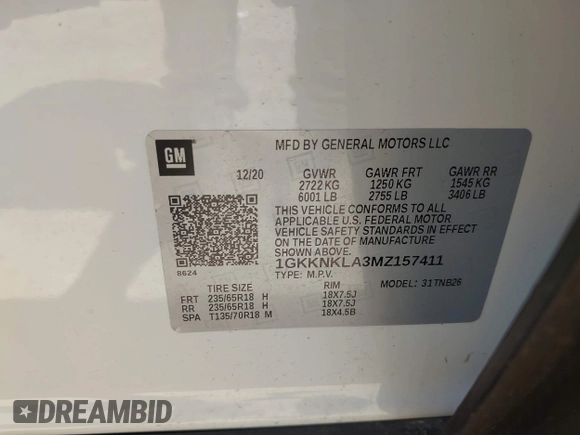 GM
MFD BY GENERAL MOTORS LLC
12/20 GVWR GAWR FRT GAWR RR
2722 KG 1250 KG 1545 KG
6001 LB 2755 LB 3406 LB
THIS VEHICLE CONFORMS TO ALL
APPLICABLE U.S. FEDERAL MOTOR
VEHICLE SAFETY STANDARDS IN
EFFECT ON THE DATE OF MANUFACTURE
SHOWN ABOVE.
1GKKNKLA3MZ157411
8624
TYPE: M.P.V. MODEL: 31TNB26
TIRE SIZE RIM
FRT 235/65R18 H 18X7.5J
RR 235/65R18 H 18X7.5J
SPA T135/70R18 M 18X4.5B
DREAMBID